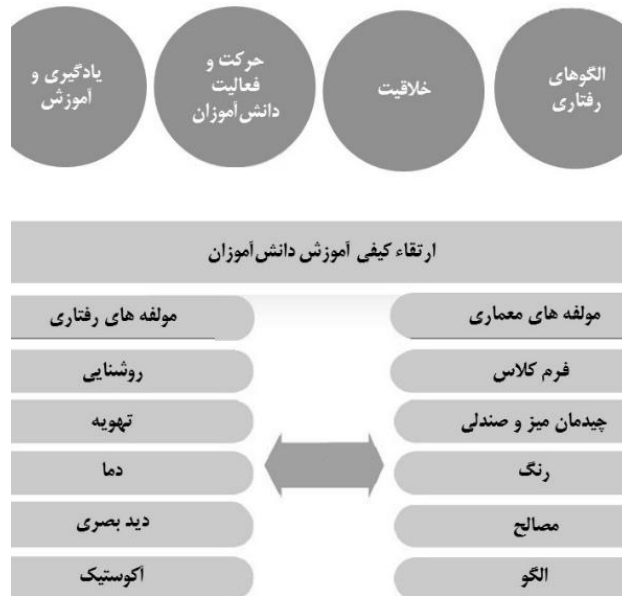 الگوهای
رفتاری
خلاقیت
حرکت و
فعالیت
دانش‌آموزان
یادگیری و
آموزش
ارتقاء کیفی آموزش دانش‌آموزان
مولفه های معماری
مولفه های رفتاری
فرم کلاس
روشنایی
چیدمان میز و صندلی
تهویه
رنگ
دما
مصالح
دید بصری
الگو
آکوستیک